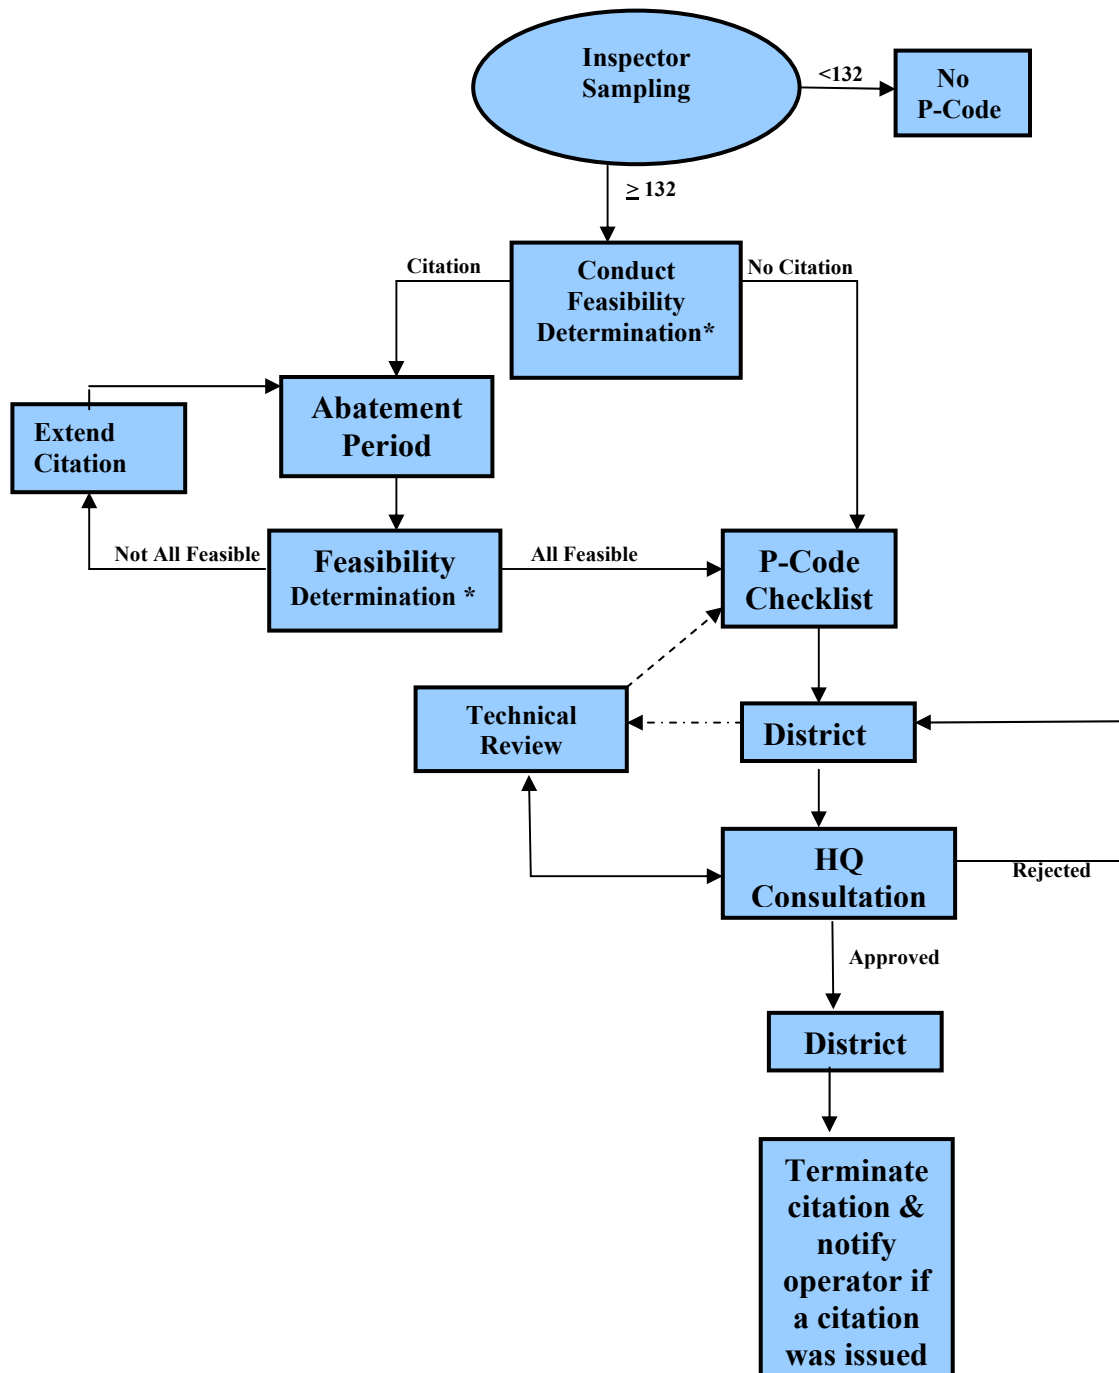 Inspector
Sampling
<132
No
P-Code
≥ 132
Citation
Conduct
Feasibility
Determination*
No Citation
Abatement
Period
Extend
Citation
Not All Feasible
Feasibility
Determination *
All Feasible
P-Code
Checklist
Technical
Review
District
HQ
Consultation
Rejected
Approved
District
Terminate
citation &
notify
operator if
a citation
was issued